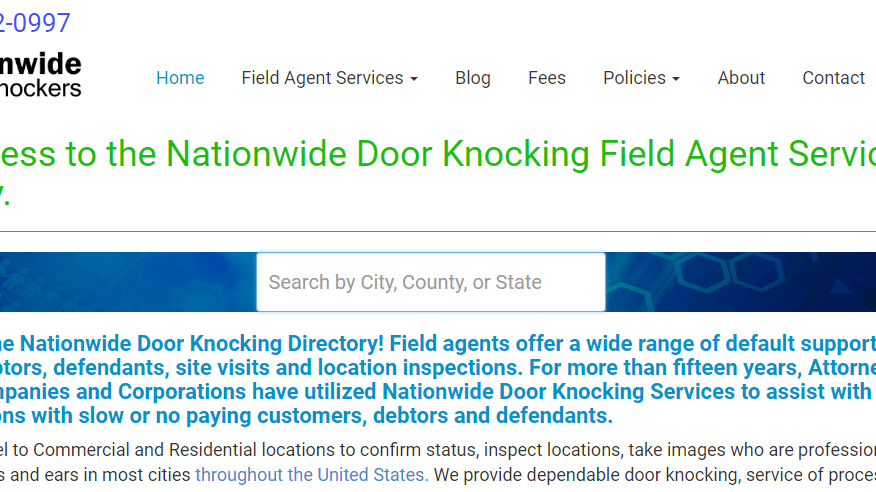 2-0997
nwide
nockers
Home Field Agent Services Blog Fees Policies About Contact
ess to the Nationwide Door Knocking Field Agent Servic
y.
Search by City, County, or State
he Nationwide Door Knocking Directory! Field agents offer a wide range of default support
btors, defendants, site visits and location inspections. For more than fifteen years, Attorne
mpanies and Corporations have utilized Nationwide Door Knocking Services to assist with
ons with slow or no paying customers, debtors and defendants.
el to Commercial and Residential locations to confirm status, inspect locations, take images who are profession
s and ears in most cities throughout the United States. We provide dependable door knocking, service of proces